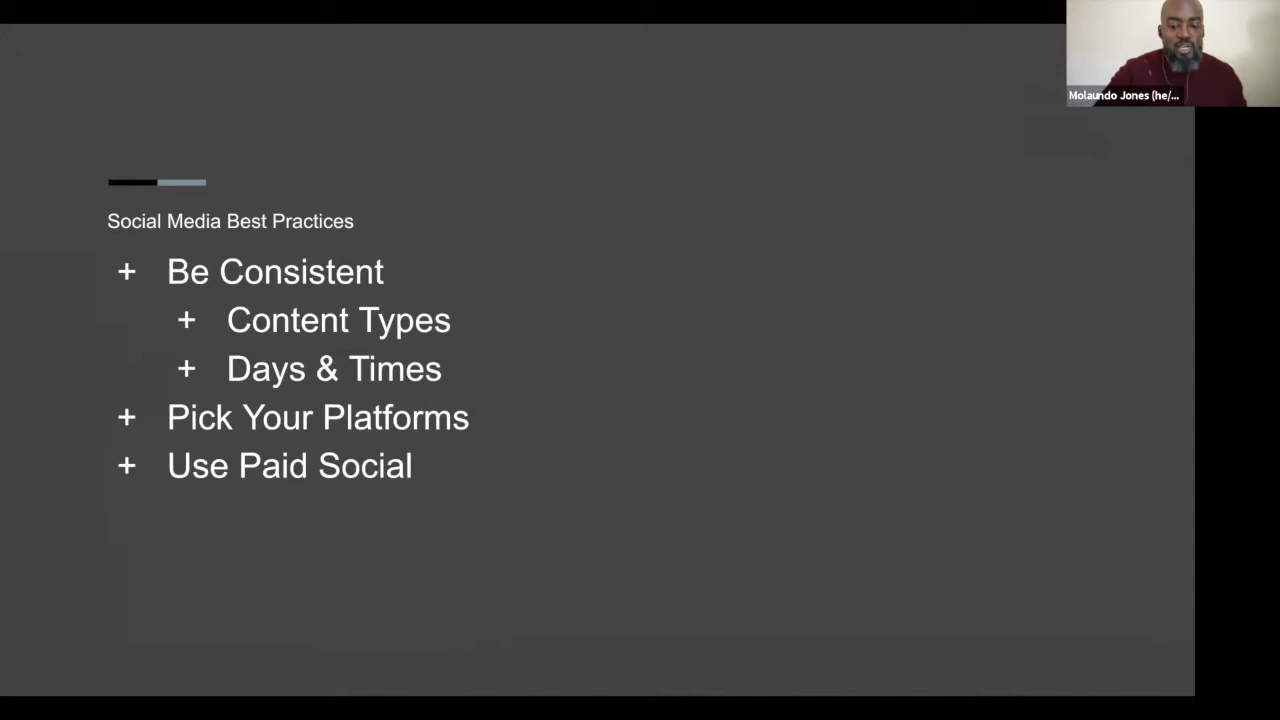 Molaundo Jones (he/...
Social Media Best Practices
+ Be Consistent
+ Content Types
+ Days & Times
+ Pick Your Platforms
+ Use Paid Social